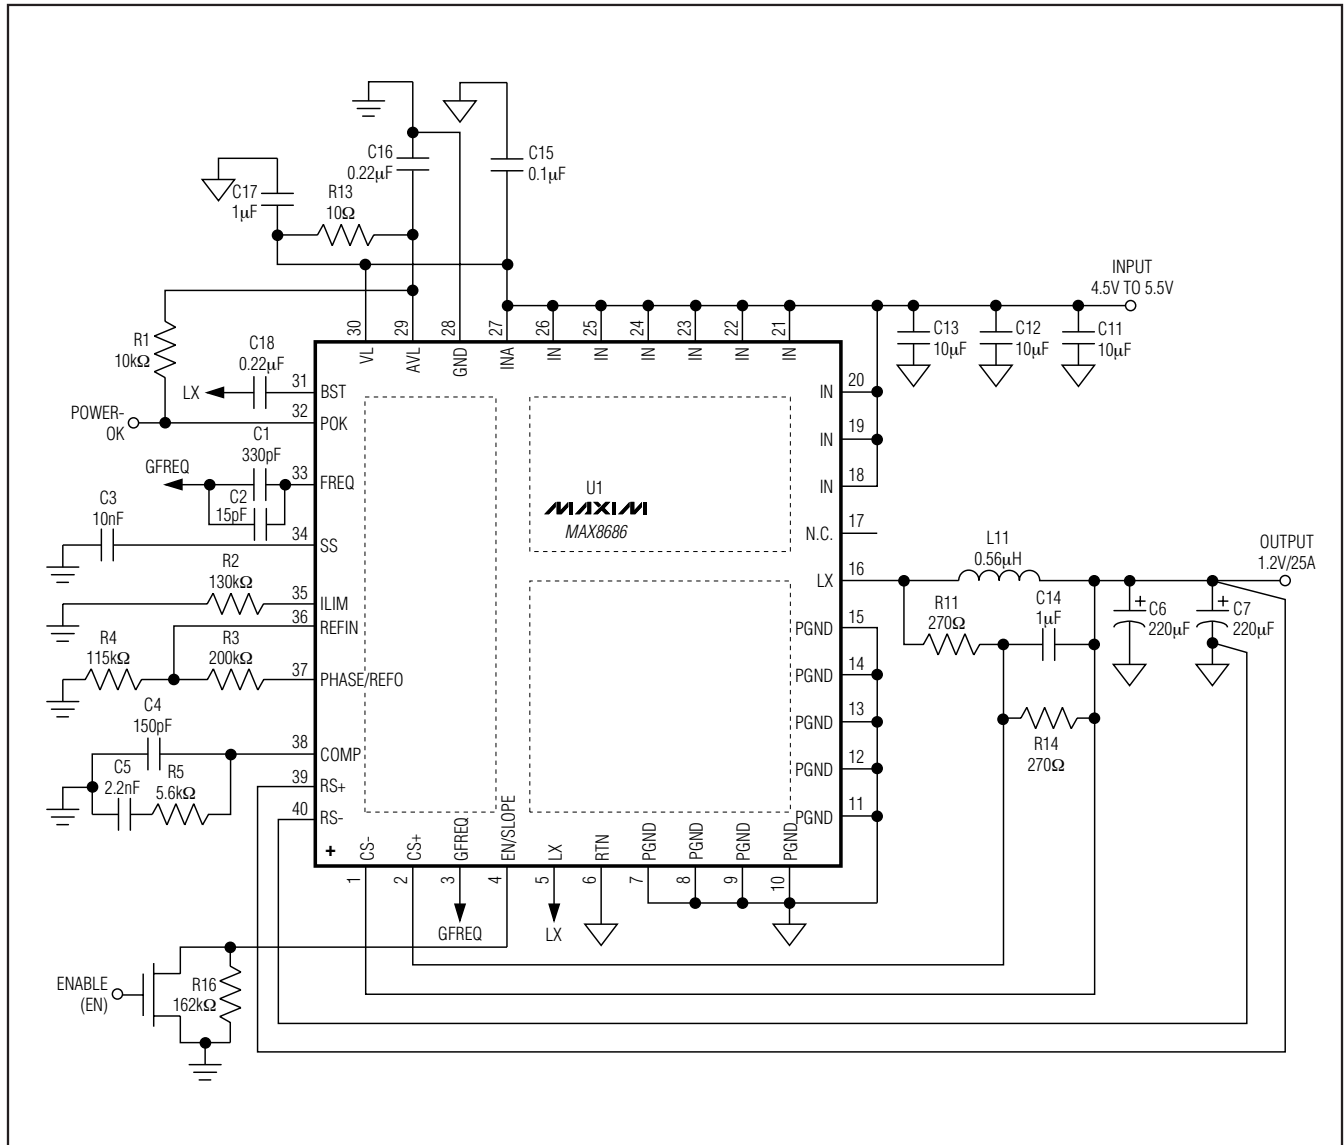 C16
0.22µF
C15
0.1µF
C17
1µF
R13
10Ω
INPUT
4.5V TO 5.5V
R1
10kΩ
C18
0.22µF
30
29
28
27
26
25
24
23
22
21
VL
AVL
GND
INA
IN
IN
IN
IN
IN
IN
C13
10µF
C12
10µF
C11
10µF
LX
31
BST
POWER-
OK
32
POK
C1
330pF
GFREQ
33
FREQ
C2
15pF
C3
10nF
34
SS
R2
130kΩ
35
ILIM
36
REFIN
R4
115kΩ
R3
200kΩ
37
PHASE/REFO
C4
150pF
38
COMP
C5
2.2nF
R5
5.6kΩ
39
RS+
40
RS-
U1
MAXIM
MAX8686
IN
20
IN
19
IN
18
N.C.
17
LX
16
PGND
15
PGND
14
PGND
13
PGND
12
PGND
11
L11
0.56µH
OUTPUT
1.2V/25A
R11
270Ω
C14
1µF
+
C6
220µF
+
C7
220µF
R14
270Ω
+
CS-
CS+
GFREQ
EN/SLOPE
LX
RTN
PGND
PGND
PGND
PGND
1
2
3
4
5
6
7
8
9
10
GFREQ
LX
ENABLE
(EN)
R16
162kΩ